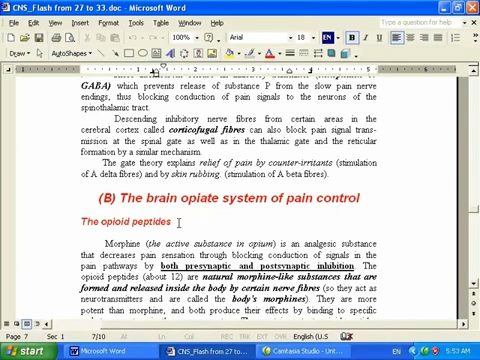 CNS_Flash from 27 to 33.doc - Microsoft Word
File Edit View Insert Format Tools Table Window Help
Type a question for help
100%
Arial
18
B
Draw
AutoShapes
GABA) which prevents release of substance P from the slow pain nerve
endings, thus blocking conduction of pain signals to the neurons of the
spinothalamic tract.
Descending inhibitory nerve fibres from certain areas in the
cerebral cortex called corticofugal fibres can also block pain signal trans-
mission at the spinal gate as well as in the thalamic gate and the reticular
formation by a similar mechanism.
The gate theory explains relief of pain by counter-irritants (stimulation
of A delta fibres) and by skin rubbing. (stimulation of A beta fibres).
(B) The brain opiate system of pain control
The opioid peptides
Morphine (the active substance in opium) is an analgesic substance
that decreases pain sensation through blocking conduction of signals in the
pain pathways by both presynaptic and postsynaptic inhibition. The
opioid peptides (about 12) are natural morphine-like substances that are
formed and released inside the body by certain nerve fibres (so they act as
neurotransmitters and are called the body's morphines). They are more
potent than morphine, and both produce their effects by binding to specific
Page 7 Sec 1 7/10 At Ln Col REC TRK EXT OVR English (U.S
start Microsoft Word CNS_Flash from 27 to... Camtasia Studio - Unt... 5:53 AM